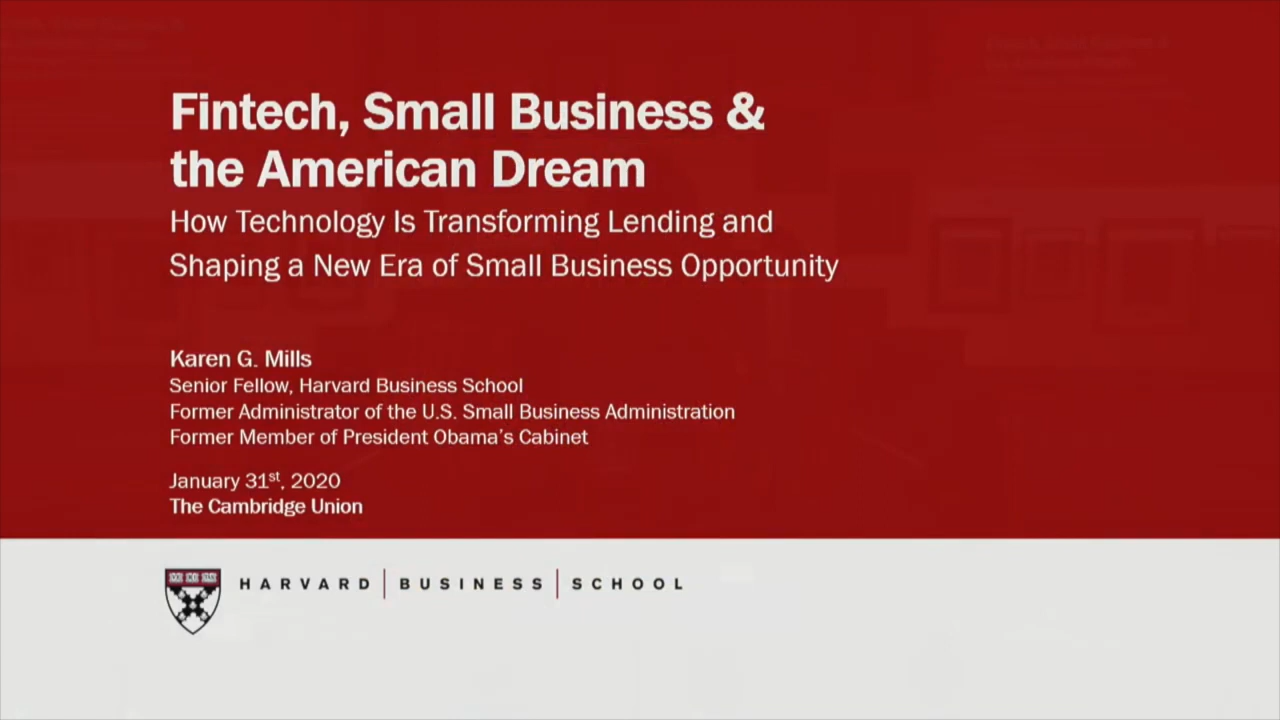 Fintech, Small Business &
the American Dream
How Technology Is Transforming Lending and
Shaping a New Era of Small Business Opportunity
Karen G. Mills
Senior Fellow, Harvard Business School
Former Administrator of the U.S. Small Business Administration
Former Member of President Obama's Cabinet
January 31st, 2020
The Cambridge Union
HARVARD | BUSINESS | SCHOOL